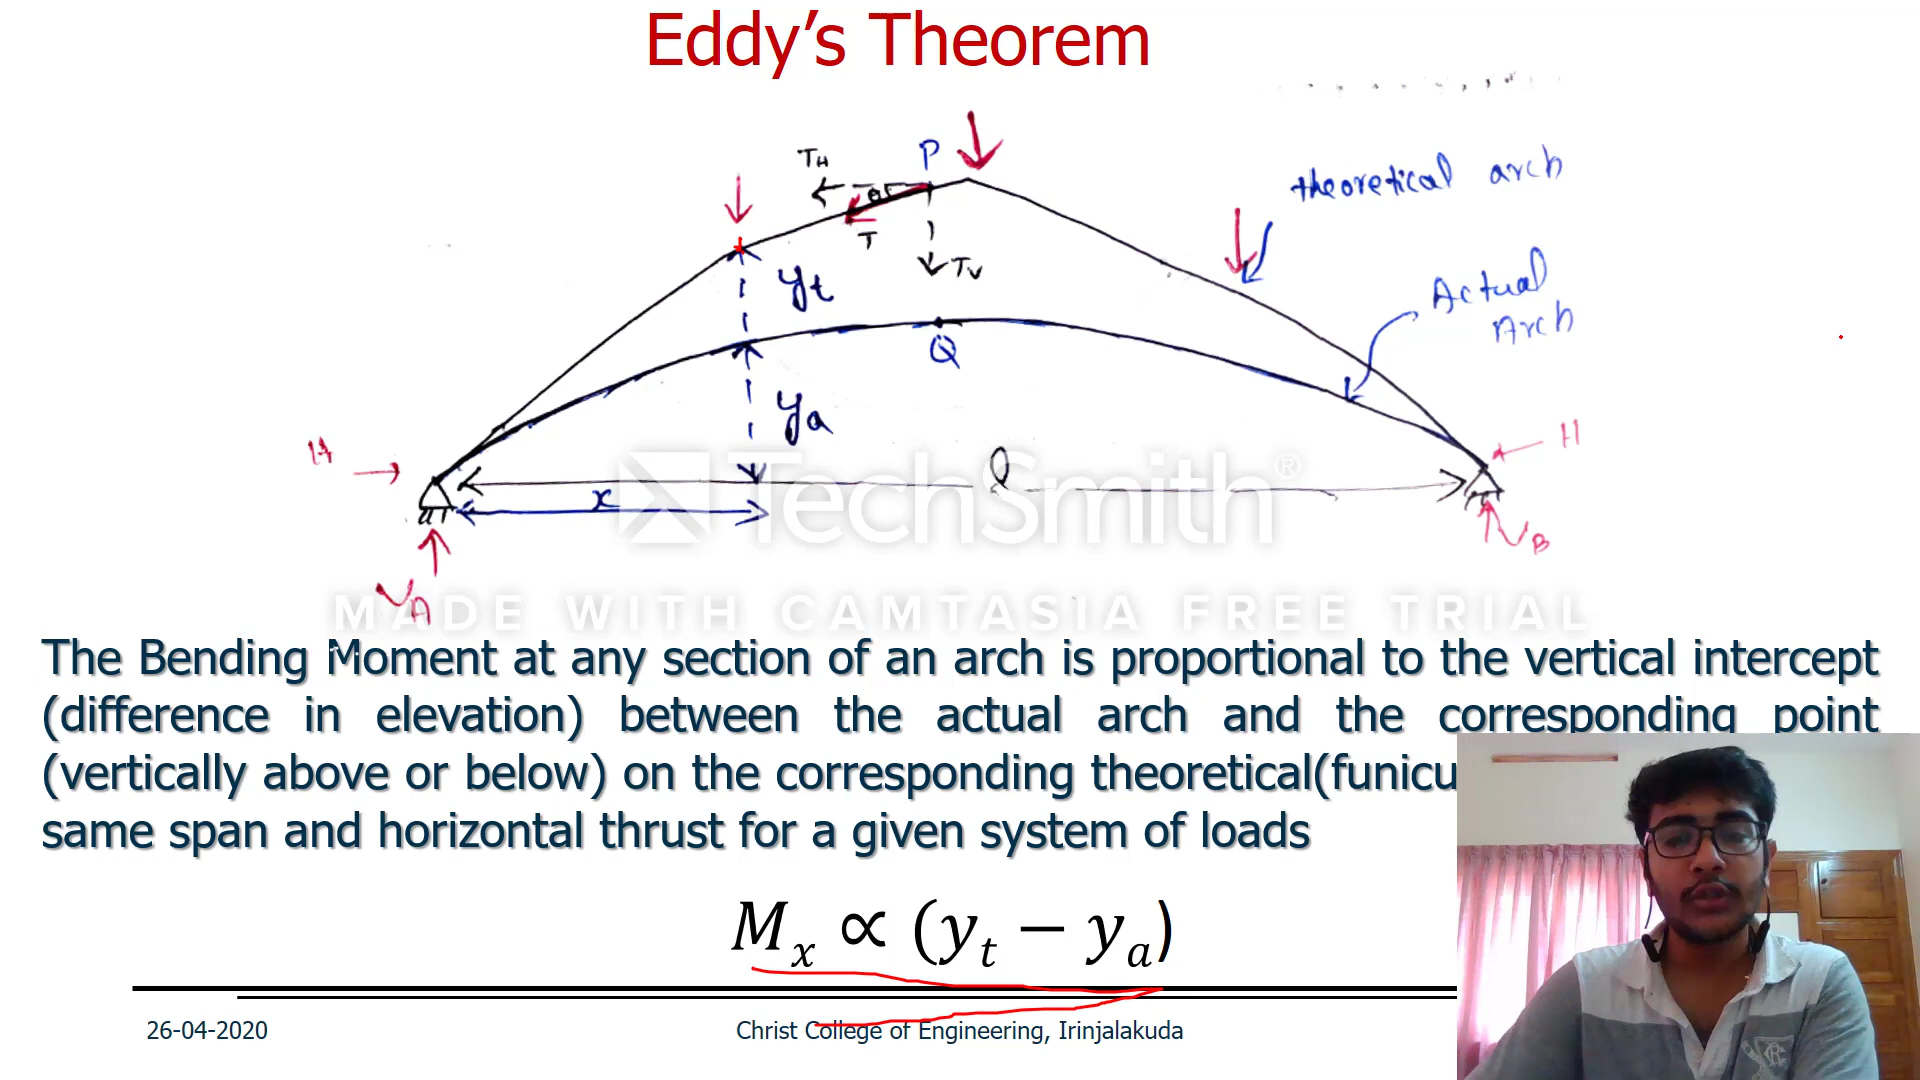 Eddy's Theorem
P
TH
θ
T
TV
theoretical arch
Actual
Arch
yt
Q
ya
H
H
l
x
VA
VB
TechSmith®
MADE WITH CAMTASIA FREE TRIAL
The Bending Moment at any section of an arch is proportional to the vertical intercept
(difference in elevation) between the actual arch and the corresponding point
(vertically above or below) on the corresponding theoretical(funicu
same span and horizontal thrust for a given system of loads
Mx ∝ (yt − ya)
26-04-2020
Christ College of Engineering, Irinjalakuda